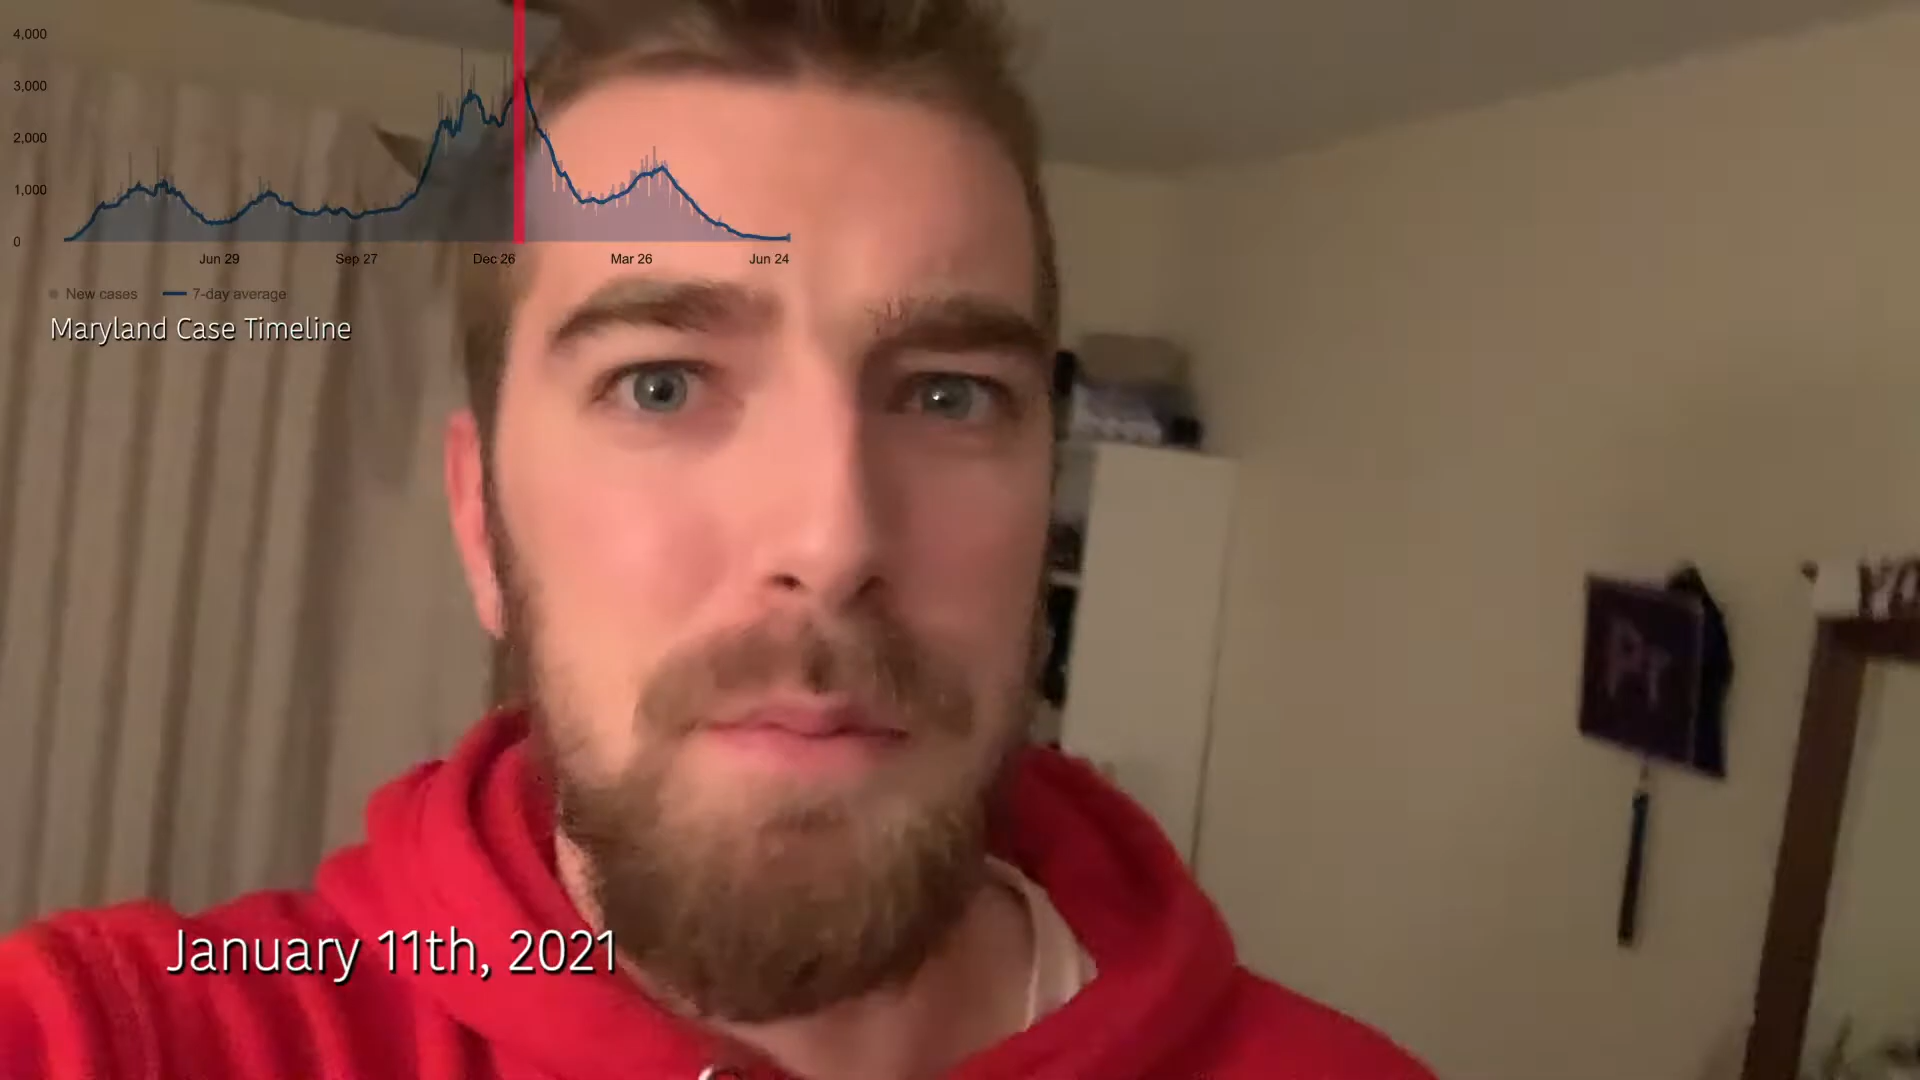 4,000
3,000
2,000
1,000
0
Jun 29
Sep 27
Dec 26
Mar 26
Jun 24
New cases
7-day average
Maryland Case Timeline
Pr
January 11th, 2021